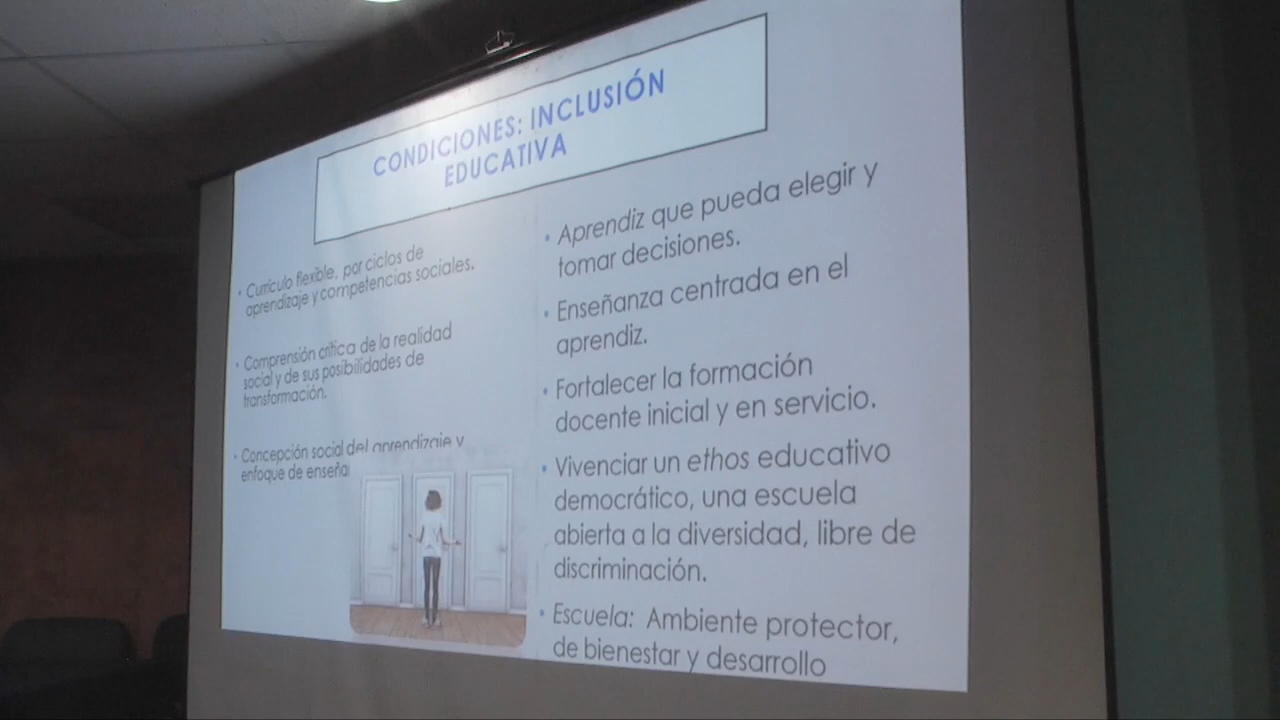 CONDICIONES: INCLUSIÓN
EDUCATIVA
• Currículo flexible, por ciclos de
aprendizaje y competencias sociales.
• Comprensión crítica de la realidad
social y de sus posibilidades de
transformación.
• Concepción social del aprendizaje y
enfoque de enseña
• Aprendiz que pueda elegir y
tomar decisiones.
• Enseñanza centrada en el
aprendiz.
• Fortalecer la formación
docente inicial y en servicio.
• Vivenciar un ethos educativo
democrático, una escuela
abierta a la diversidad, libre de
discriminación.
• Escuela: Ambiente protector,
de bienestar y desarrollo